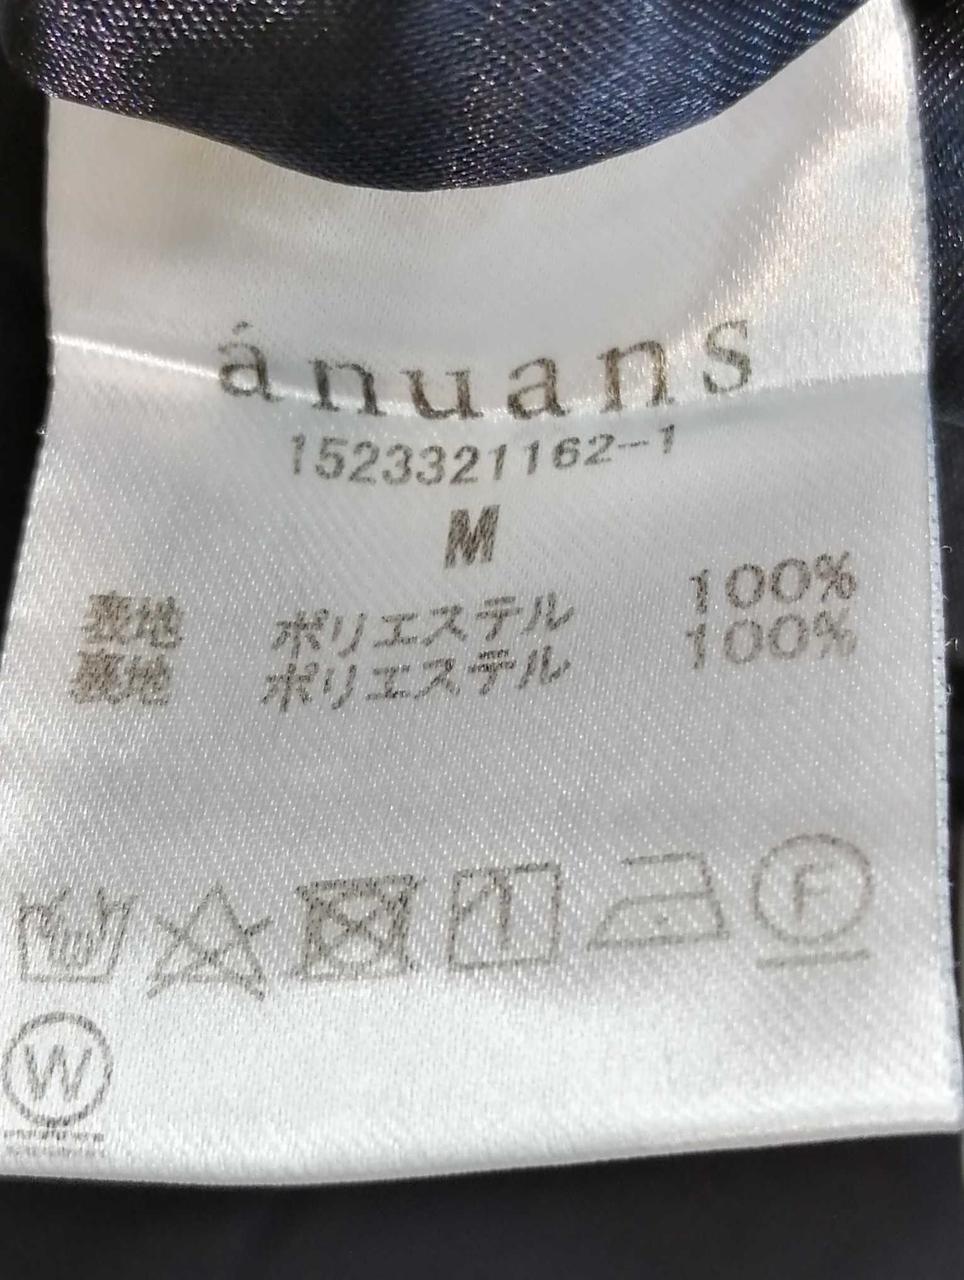 ánuans
1523321162-1
M
表地 ポリエステル 100%
裏地 ポリエステル 100%
F
W